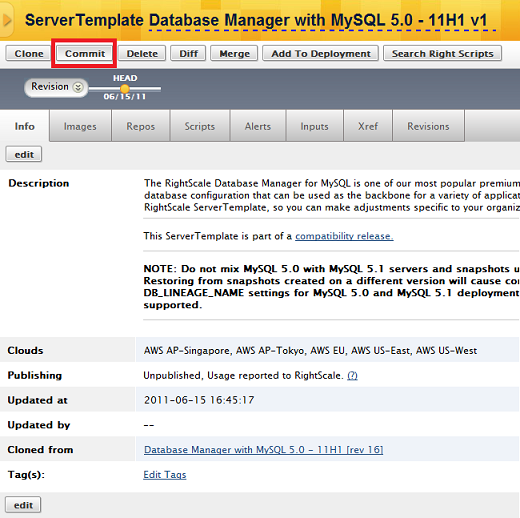 ServerTemplate Database Manager with MySQL 5.0 - 11H1 v1
Clone Commit Delete Diff Merge Add To Deployment Search Right Scripts
HEAD
Revision
06/15/11
Info Images Repos Scripts Alerts Inputs Xref Revisions
edit
Description The RightScale Database Manager for MySQL is one of our most popular premium
database configuration that can be used as the backbone for a variety of applicat
RightScale ServerTemplate, so you can make adjustments specific to your organiz
This ServerTemplate is part of a compatibility release.
NOTE: Do not mix MySQL 5.0 with MySQL 5.1 servers and snapshots u
Restoring from snapshots created on a different version will cause co
DB_LINEAGE_NAME settings for MySQL 5.0 and MySQL 5.1 deployment
supported.
Clouds AWS AP-Singapore, AWS AP-Tokyo, AWS EU, AWS US-East, AWS US-West
Publishing Unpublished, Usage reported to RightScale. (?)
Updated at 2011-06-15 16:45:17
Updated by --
Cloned from Database Manager with MySQL 5.0 - 11H1 [rev 16]
Tag(s): Edit Tags
edit